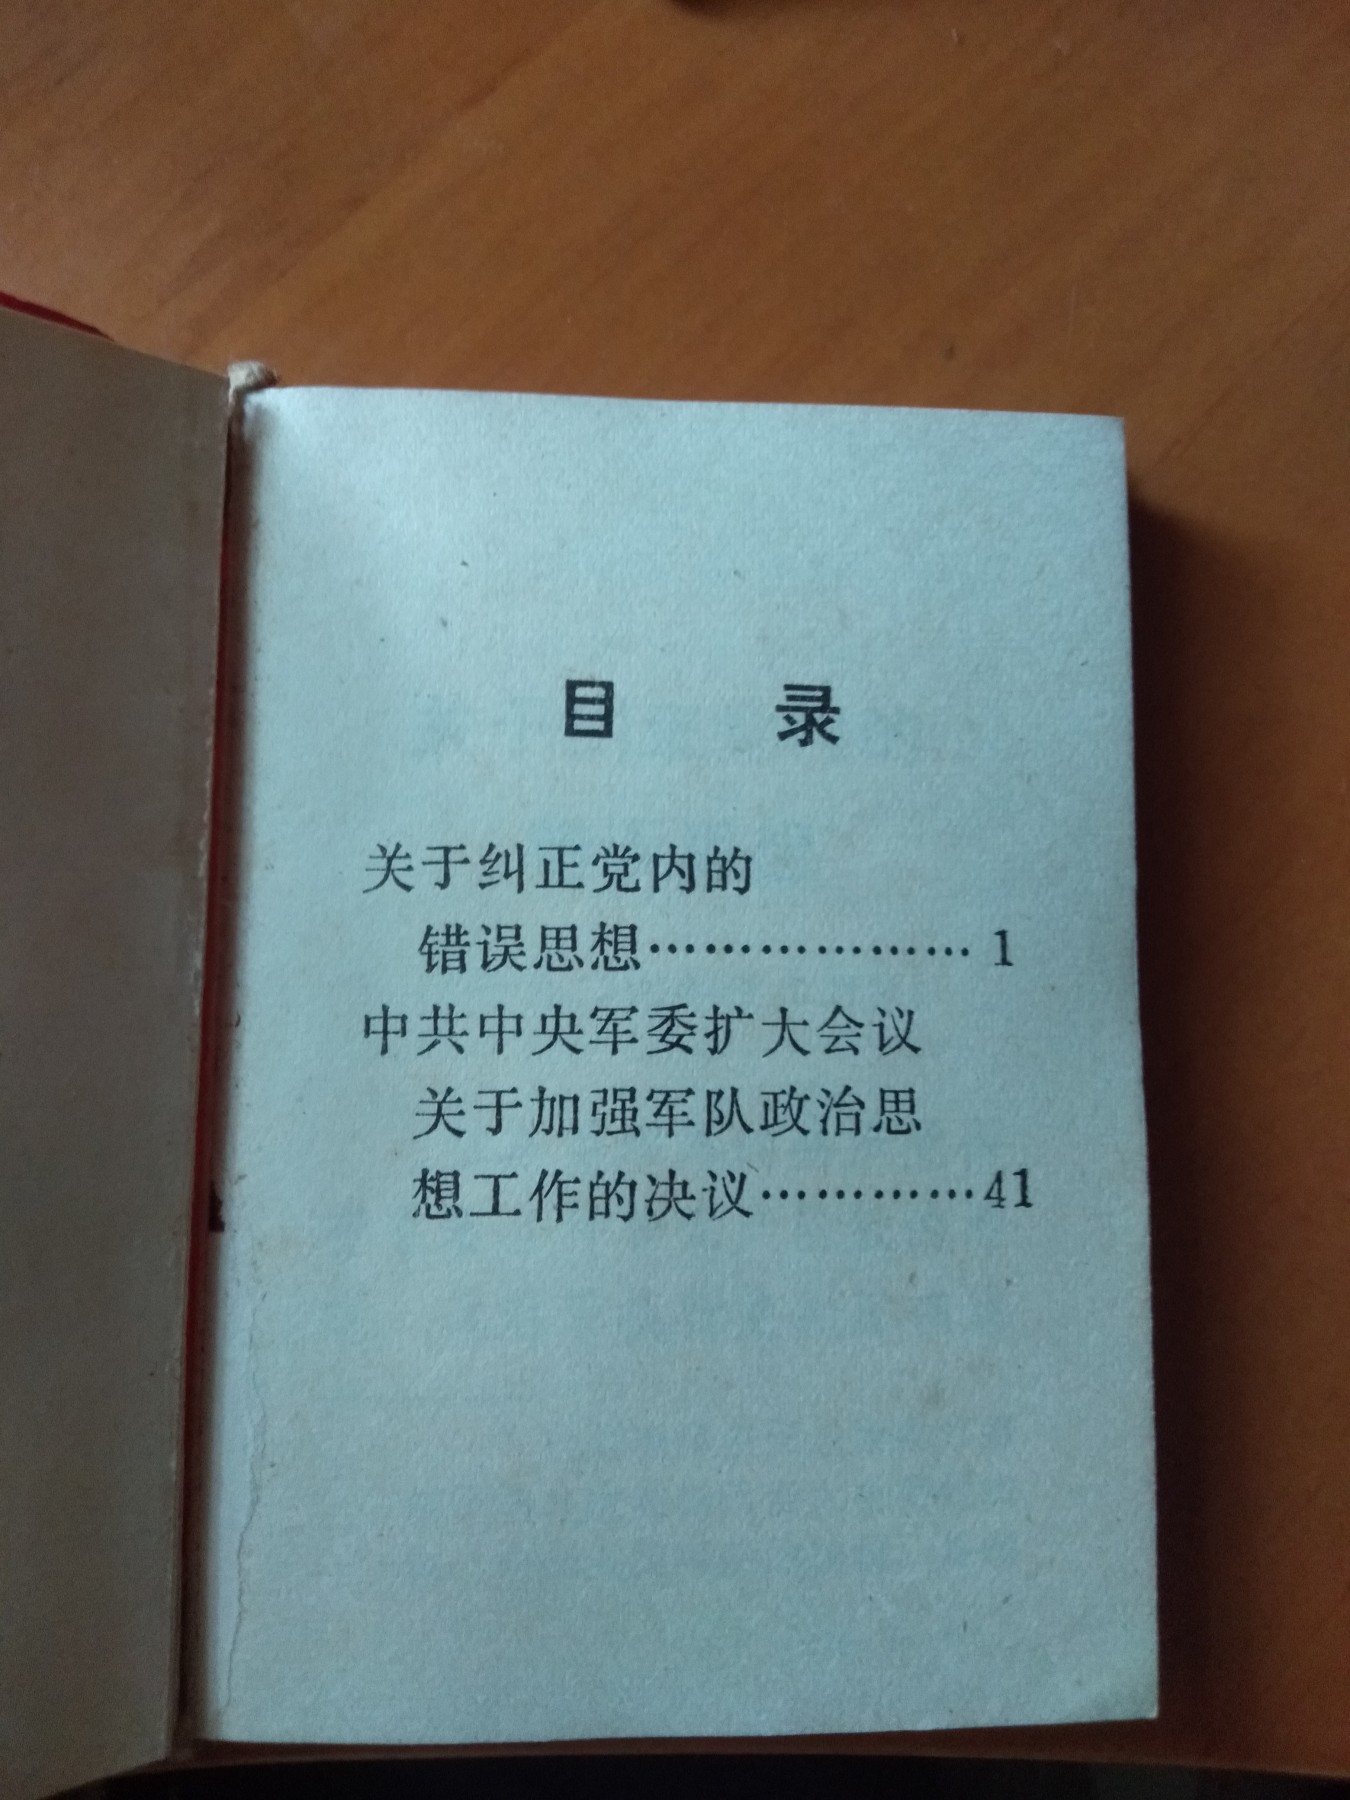 目 录
关于纠正党内的
错误思想………………… 1
中共中央军委扩大会议
关于加强军队政治思
想工作的决议…………41